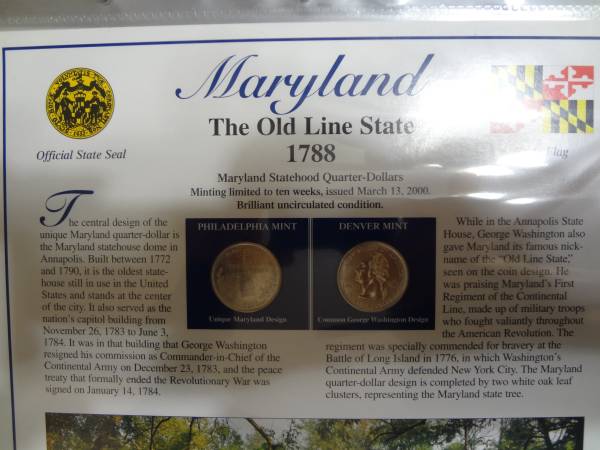 Maryland
The Old Line State
1788
Official State Seal
Flag
Maryland Statehood Quarter-Dollars
Minting limited to ten weeks, issued March 13, 2000.
Brilliant uncirculated condition.
The central design of the
unique Maryland quarter-dollar is
the Maryland statehouse dome in
Annapolis. Built between 1772
and 1790, it is the oldest state-
house still in use in the United
States and stands at the center
of the city. It also served as the
nation's capitol building from
November 26, 1783 to June 3,
1784. It was in that building that George Washington
resigned his commission as Commander-in-Chief of the
Continental Army on December 23, 1783, and the peace
treaty that formally ended the Revolutionary War was
signed on January 14, 1784.
PHILADELPHIA MINT
Unique Maryland Design
DENVER MINT
Common George Washington Design
While in the Annapolis State
House, George Washington also
gave Maryland its famous nick-
name of the "Old Line State,"
seen on the coin design. He
was praising Maryland's First
Regiment of the Continental
Line, made up of military troops
who fought valiantly throughout
the American Revolution. The
regiment was specially commended for bravery at the
Battle of Long Island in 1776, in which Washington's
Continental Army defended New York City. The Maryland
quarter-dollar design is completed by two white oak leaf
clusters, representing the Maryland state tree.